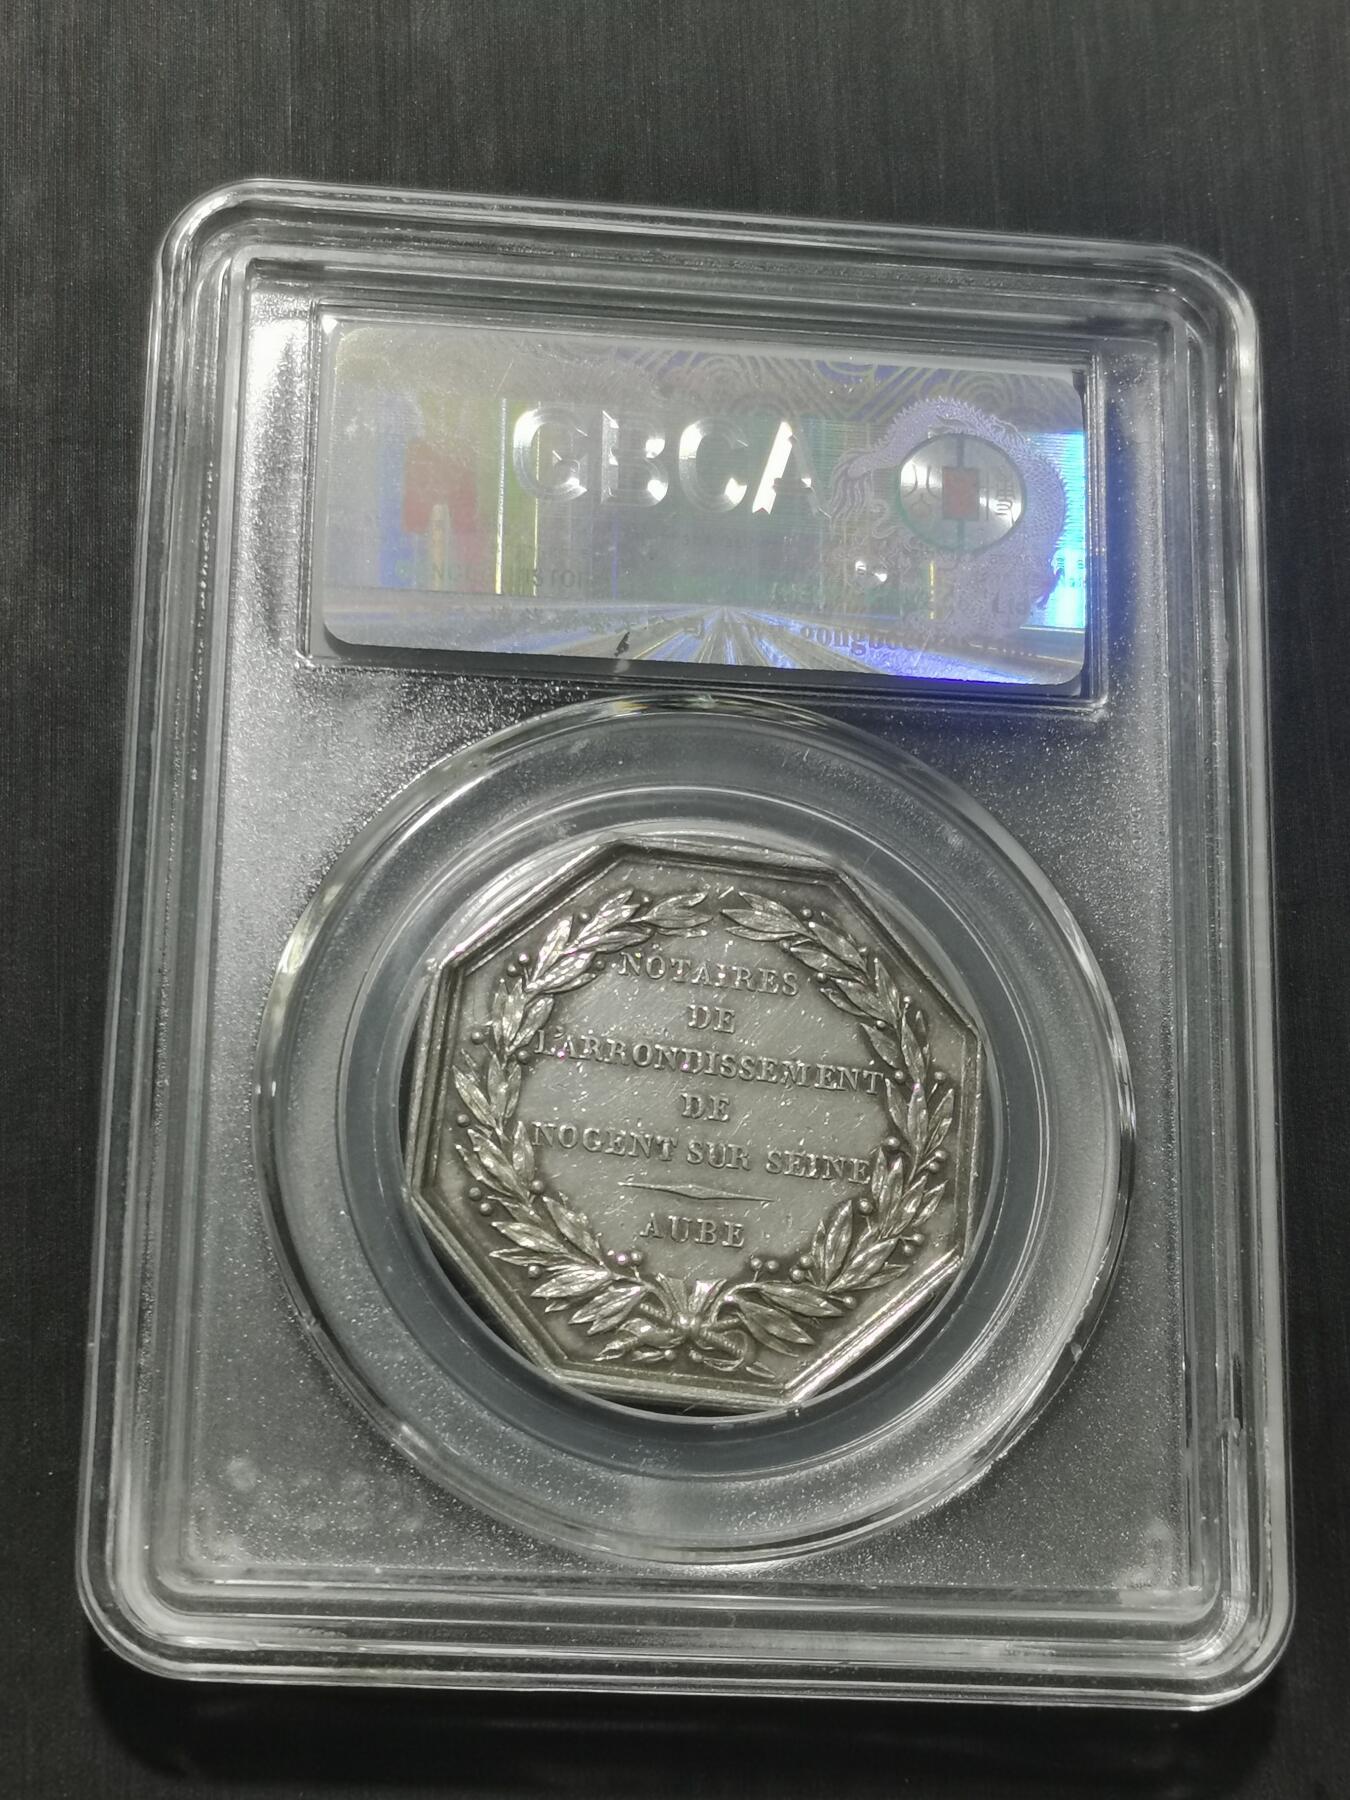 GBCA
NOTAIRES
DE
L'ARRONDISSEMENT
DE
NOGENT SUR SEINE
AUBE